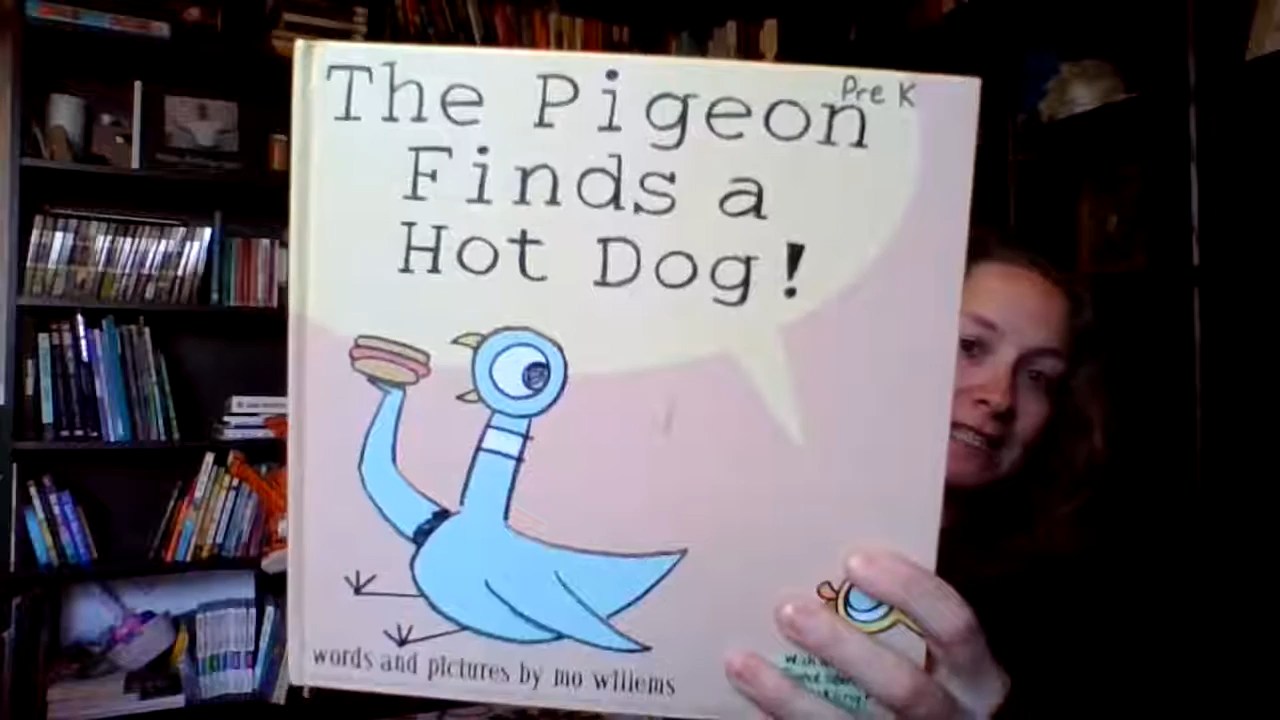 Pre K
The Pigeon
Finds a
Hot Dog!
words and pictures by mo willems